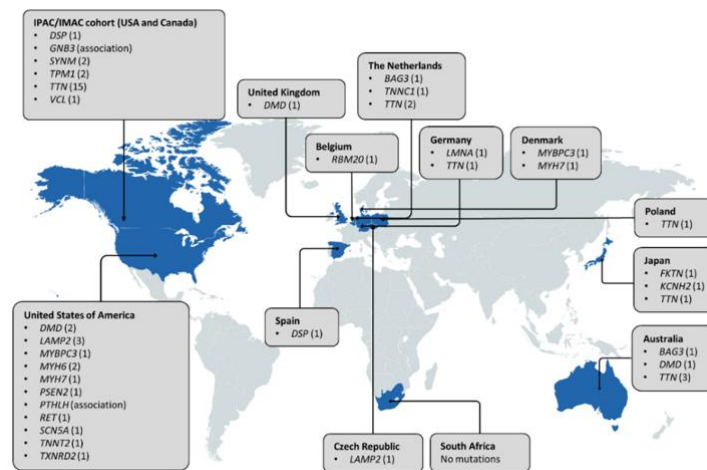 IPAC/IMAC cohort (USA and Canada)
• DSP (1)
• GNB3 (association)
• SYNM (2)
• TPM1 (2)
• TTN (15)
• VCL (1)
United Kingdom
• DMD (1)
The Netherlands
• BAG3 (1)
• TNNC1 (1)
• TTN (2)
Belgium
• RBM20 (1)
Germany
• LMNA (1)
• TTN (1)
Denmark
• MYBPC3 (1)
• MYH7 (1)
Poland
• TTN (1)
Japan
• FKTN (1)
• KCNH2 (1)
• TTN (1)
United States of America
• DMD (2)
• LAMP2 (3)
• MYBPC3 (1)
• MYH6 (2)
• MYH7 (1)
• PSEN2 (1)
• PTHLH (association)
• RET (1)
• SCN5A (1)
• TNNT2 (1)
• TXNRD2 (1)
Spain
• DSP (1)
Australia
• BAG3 (1)
• DMD (1)
• TTN (3)
Czech Republic
• LAMP2 (1)
South Africa
No mutations